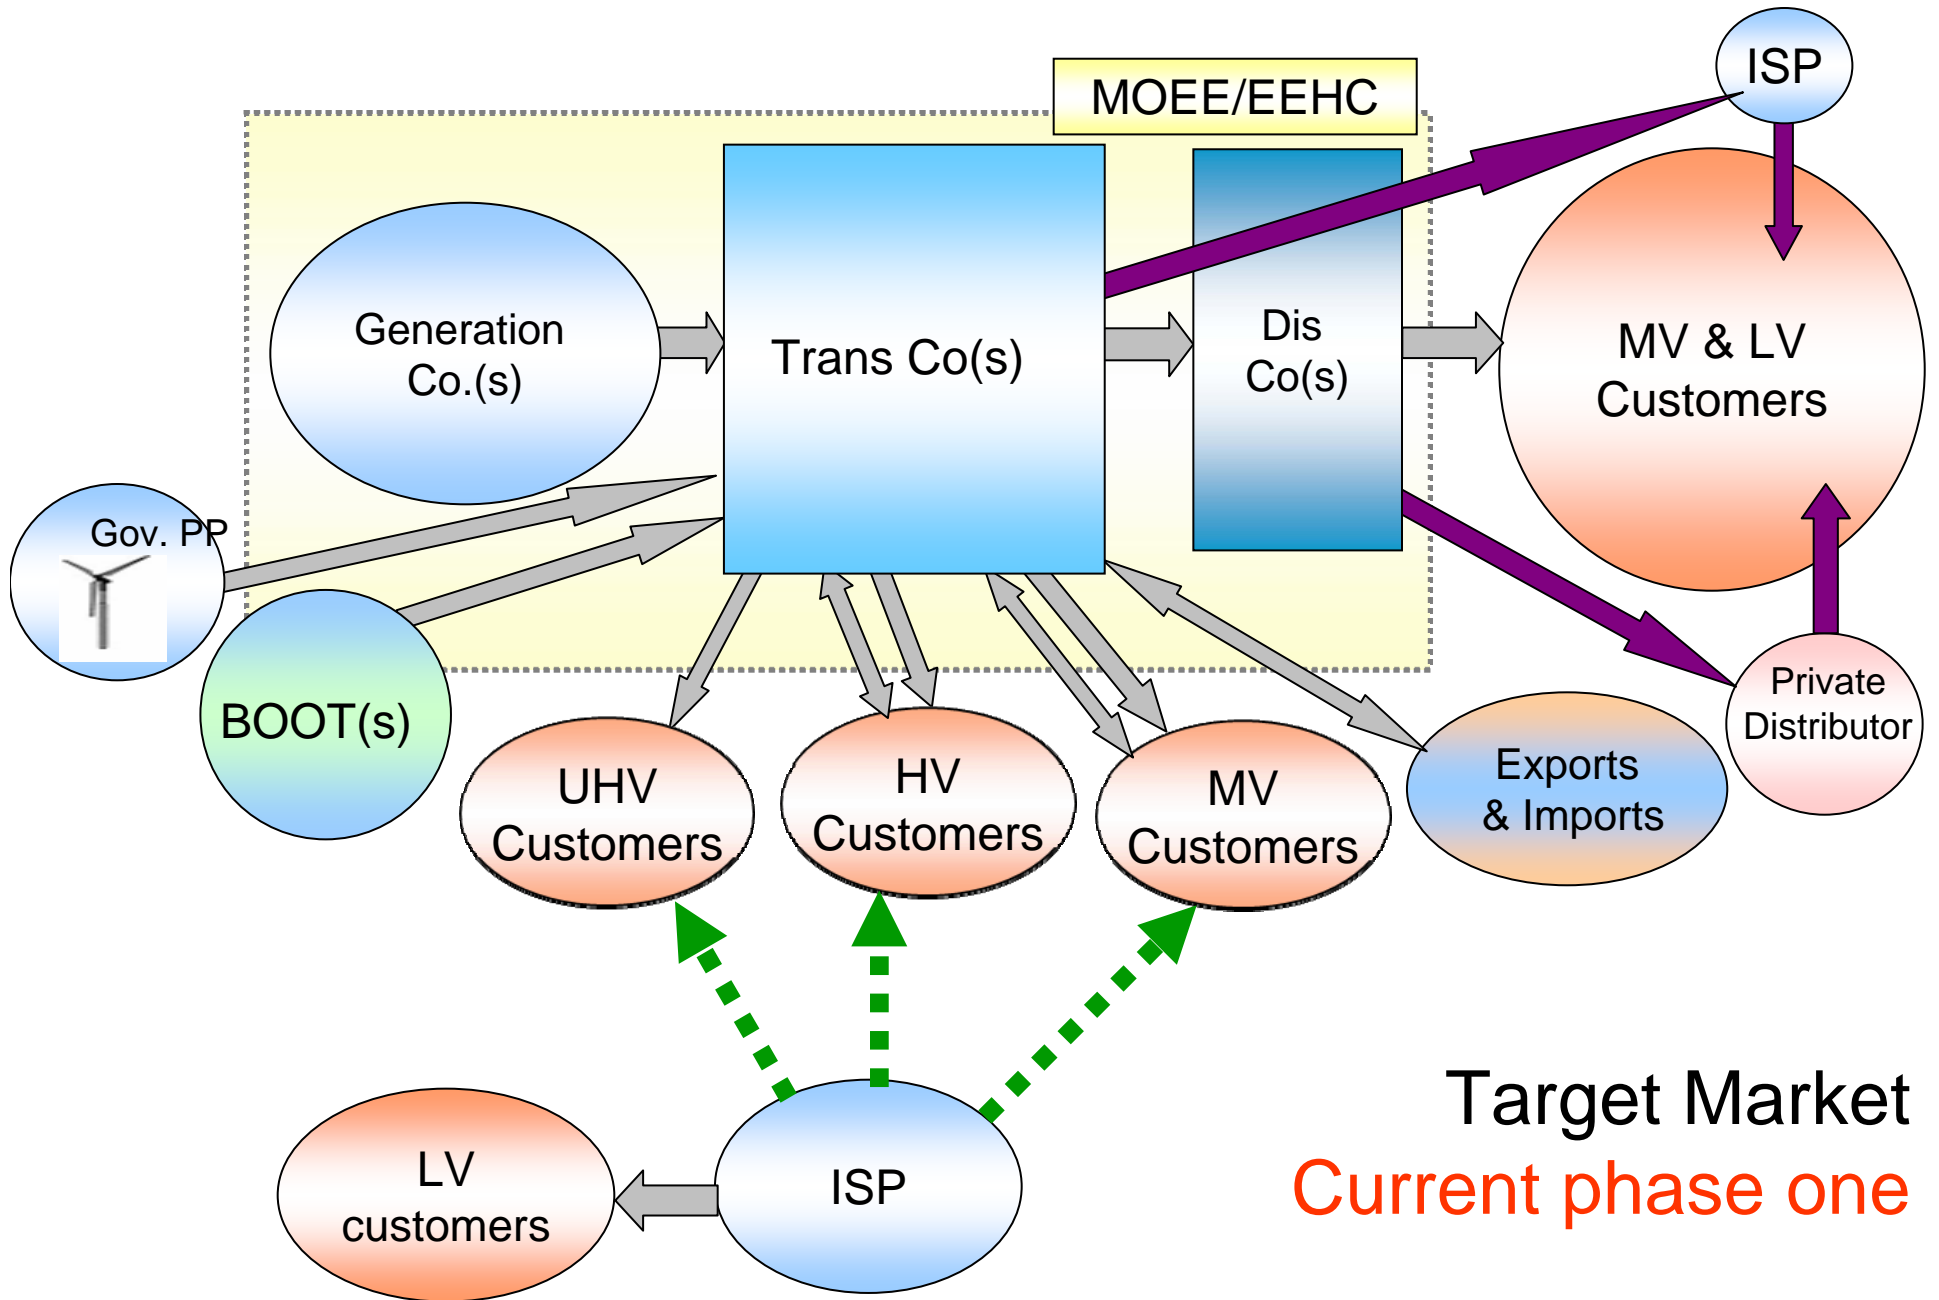 ISP
MOEE/EEHC
Generation
Co.(s)
Trans Co(s)
Dis
Co(s)
MV & LV
Customers
Gov. PP
BOOT(s)
UHV
Customers
HV
Customers
MV
Customers
Exports
& Imports
Private
Distributor
LV
customers
ISP
Target Market
Current phase one